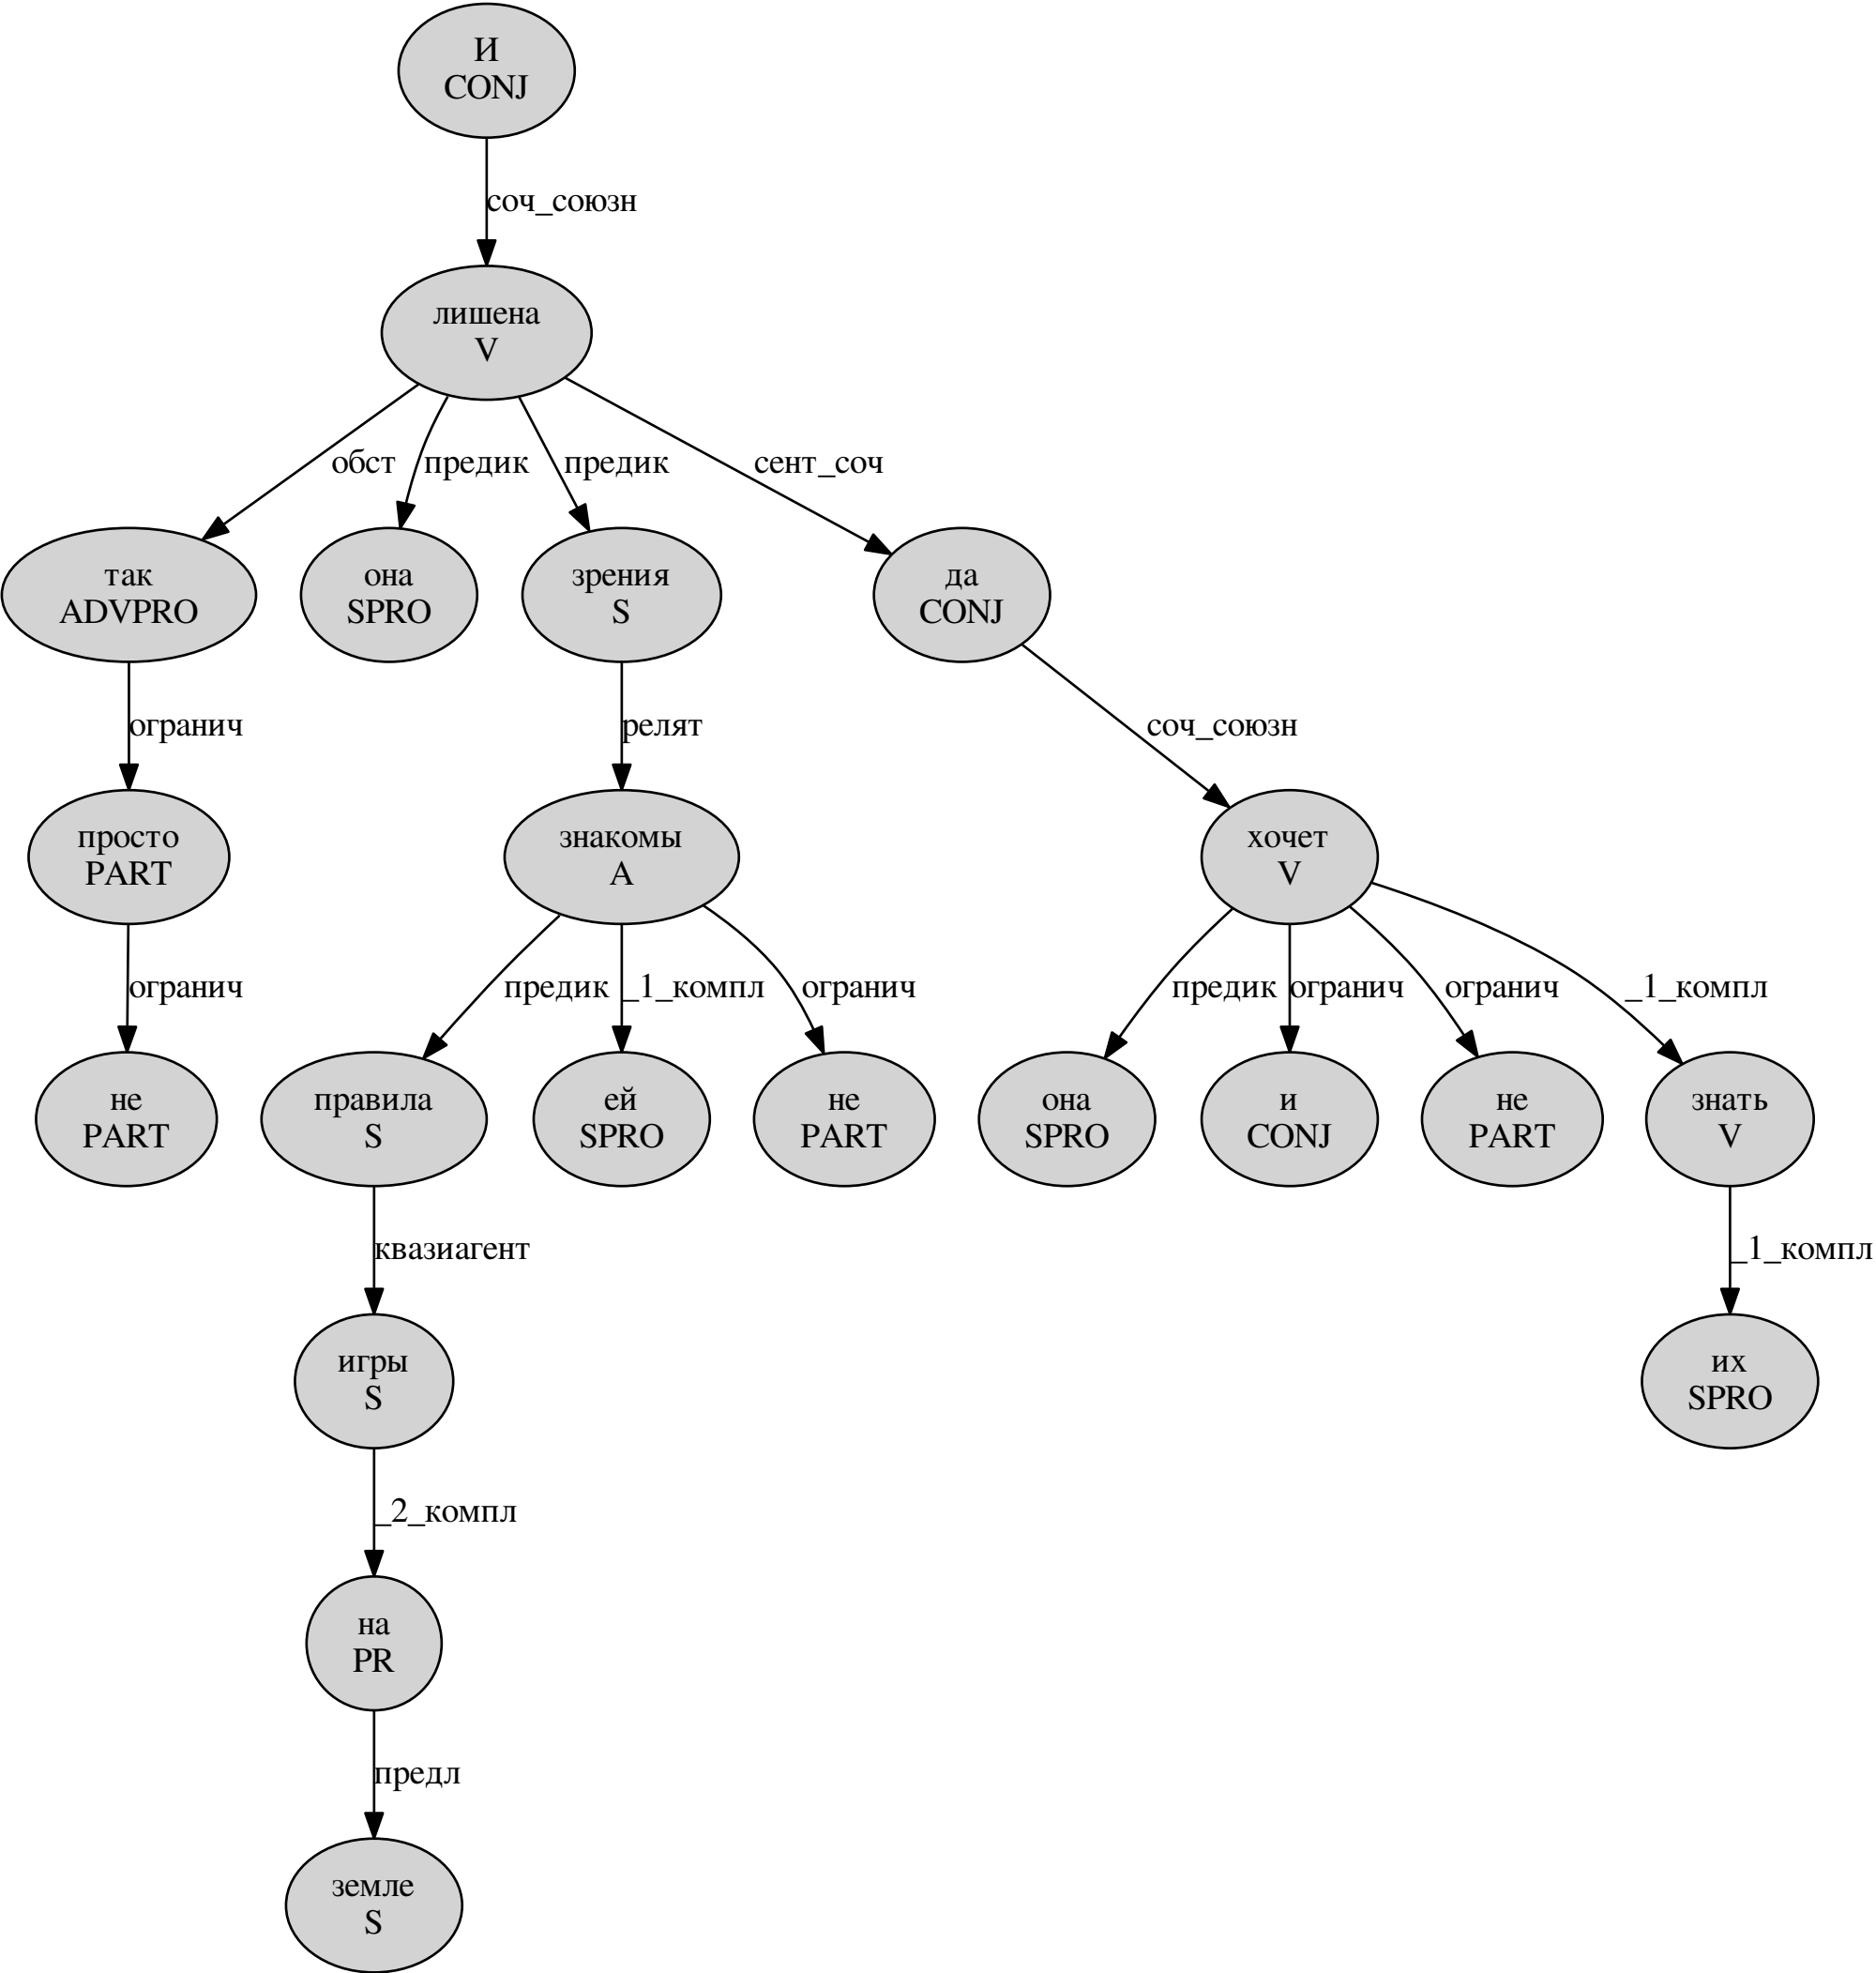 И
CONJ
соч_союзн
лишена
V
обст
предик
предик
сент_соч
так
ADVPRO
она
SPRO
зрения
S
да
CONJ
огранич
релят
соч_союзн
просто
PART
знакомы
A
хочет
V
огранич
предик
_1_компл
огранич
предик
огранич
огранич
_1_компл
не
PART
правила
S
ей
SPRO
не
PART
она
SPRO
и
CONJ
не
PART
знать
V
квазиагент
_1_компл
игры
S
их
SPRO
_2_компл
на
PR
предл
земле
S